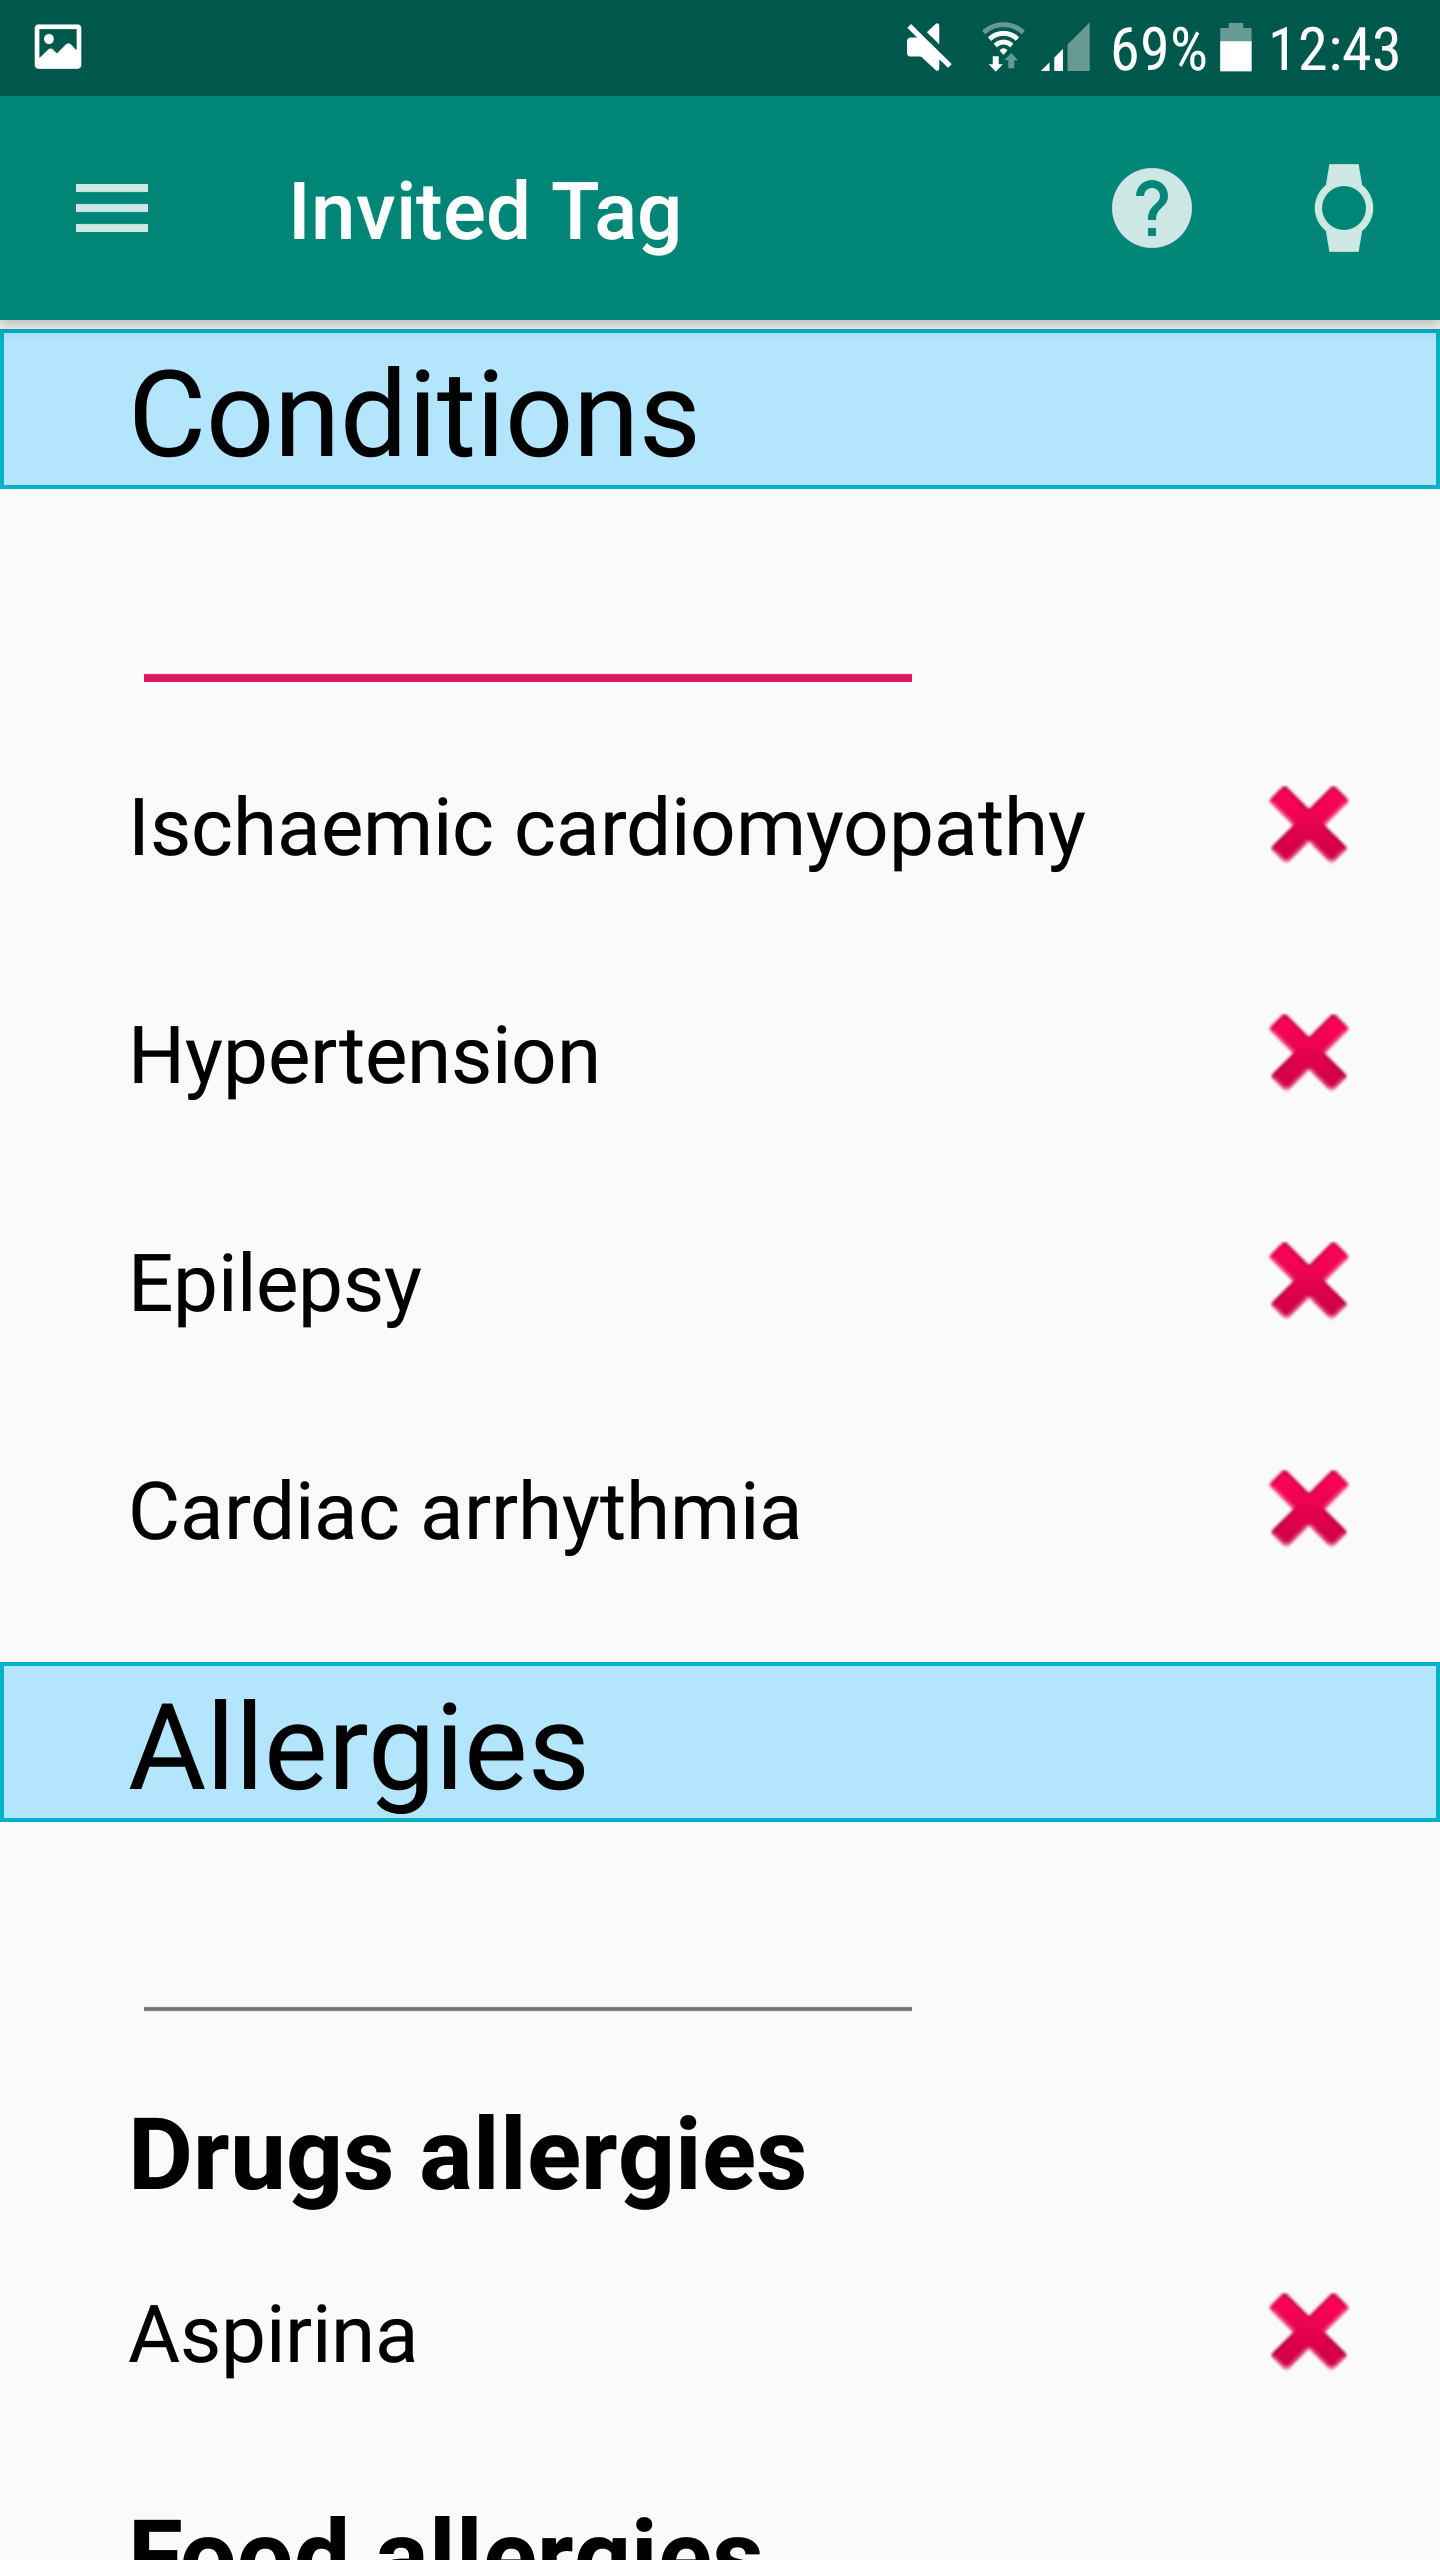 69% 12:43
Invited Tag
Conditions
Ischaemic cardiomyopathy
Hypertension
Epilepsy
Cardiac arrhythmia
Allergies
Drugs allergies
Aspirina
Food allergies